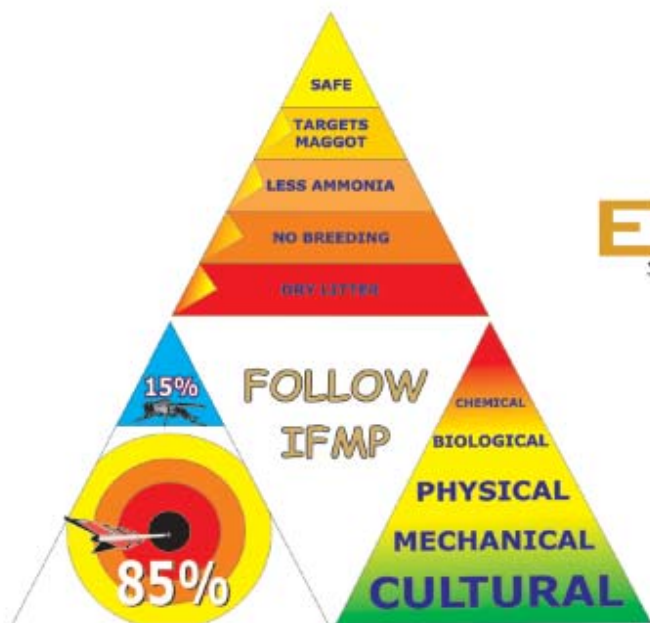 SAFE
TARGETS
MAGGOT
LESS AMMONIA
NO BREEDING
DRY LITTER
15%
FOLLOW
IFMP
85%
CHEMICAL
BIOLOGICAL
PHYSICAL
MECHANICAL
CULTURAL